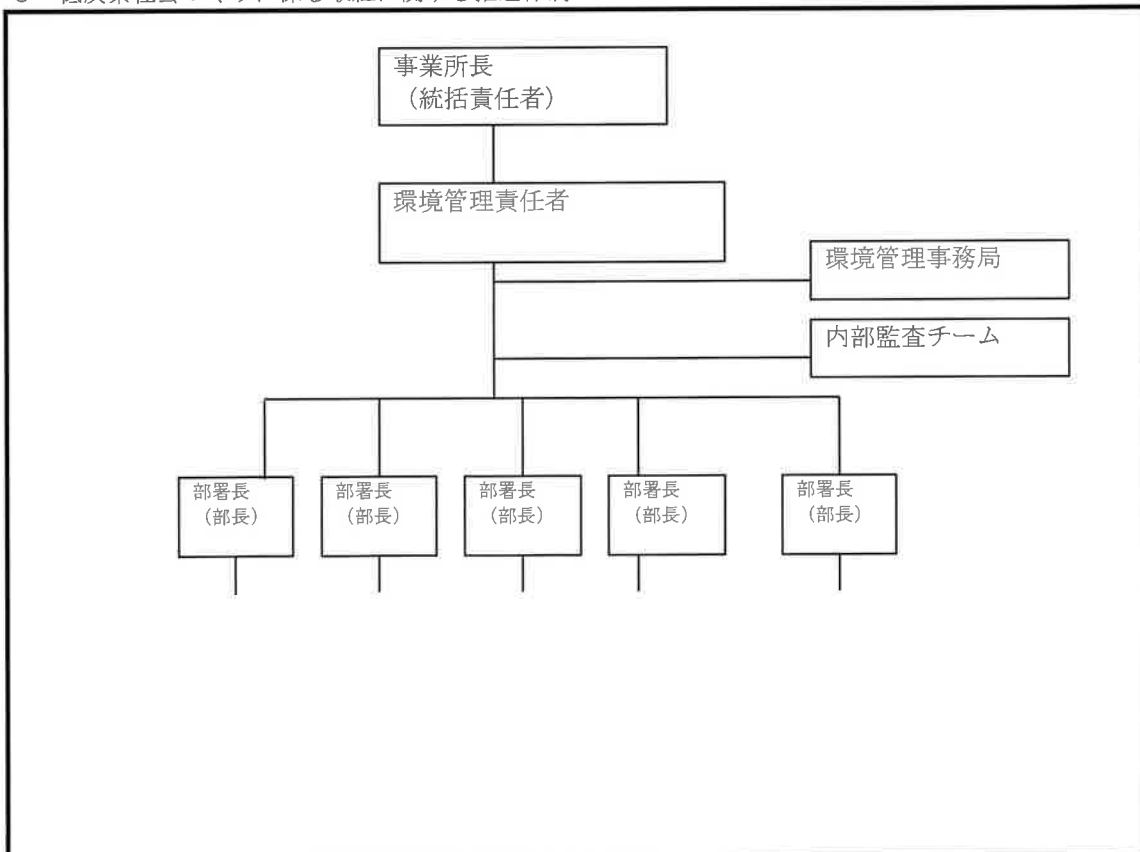 事業所長
（統括責任者）
環境管理責任者
環境管理事務局
内部監査チーム
部署長
（部長）
部署長
（部長）
部署長
（部長）
部署長
（部長）
部署長
（部長）